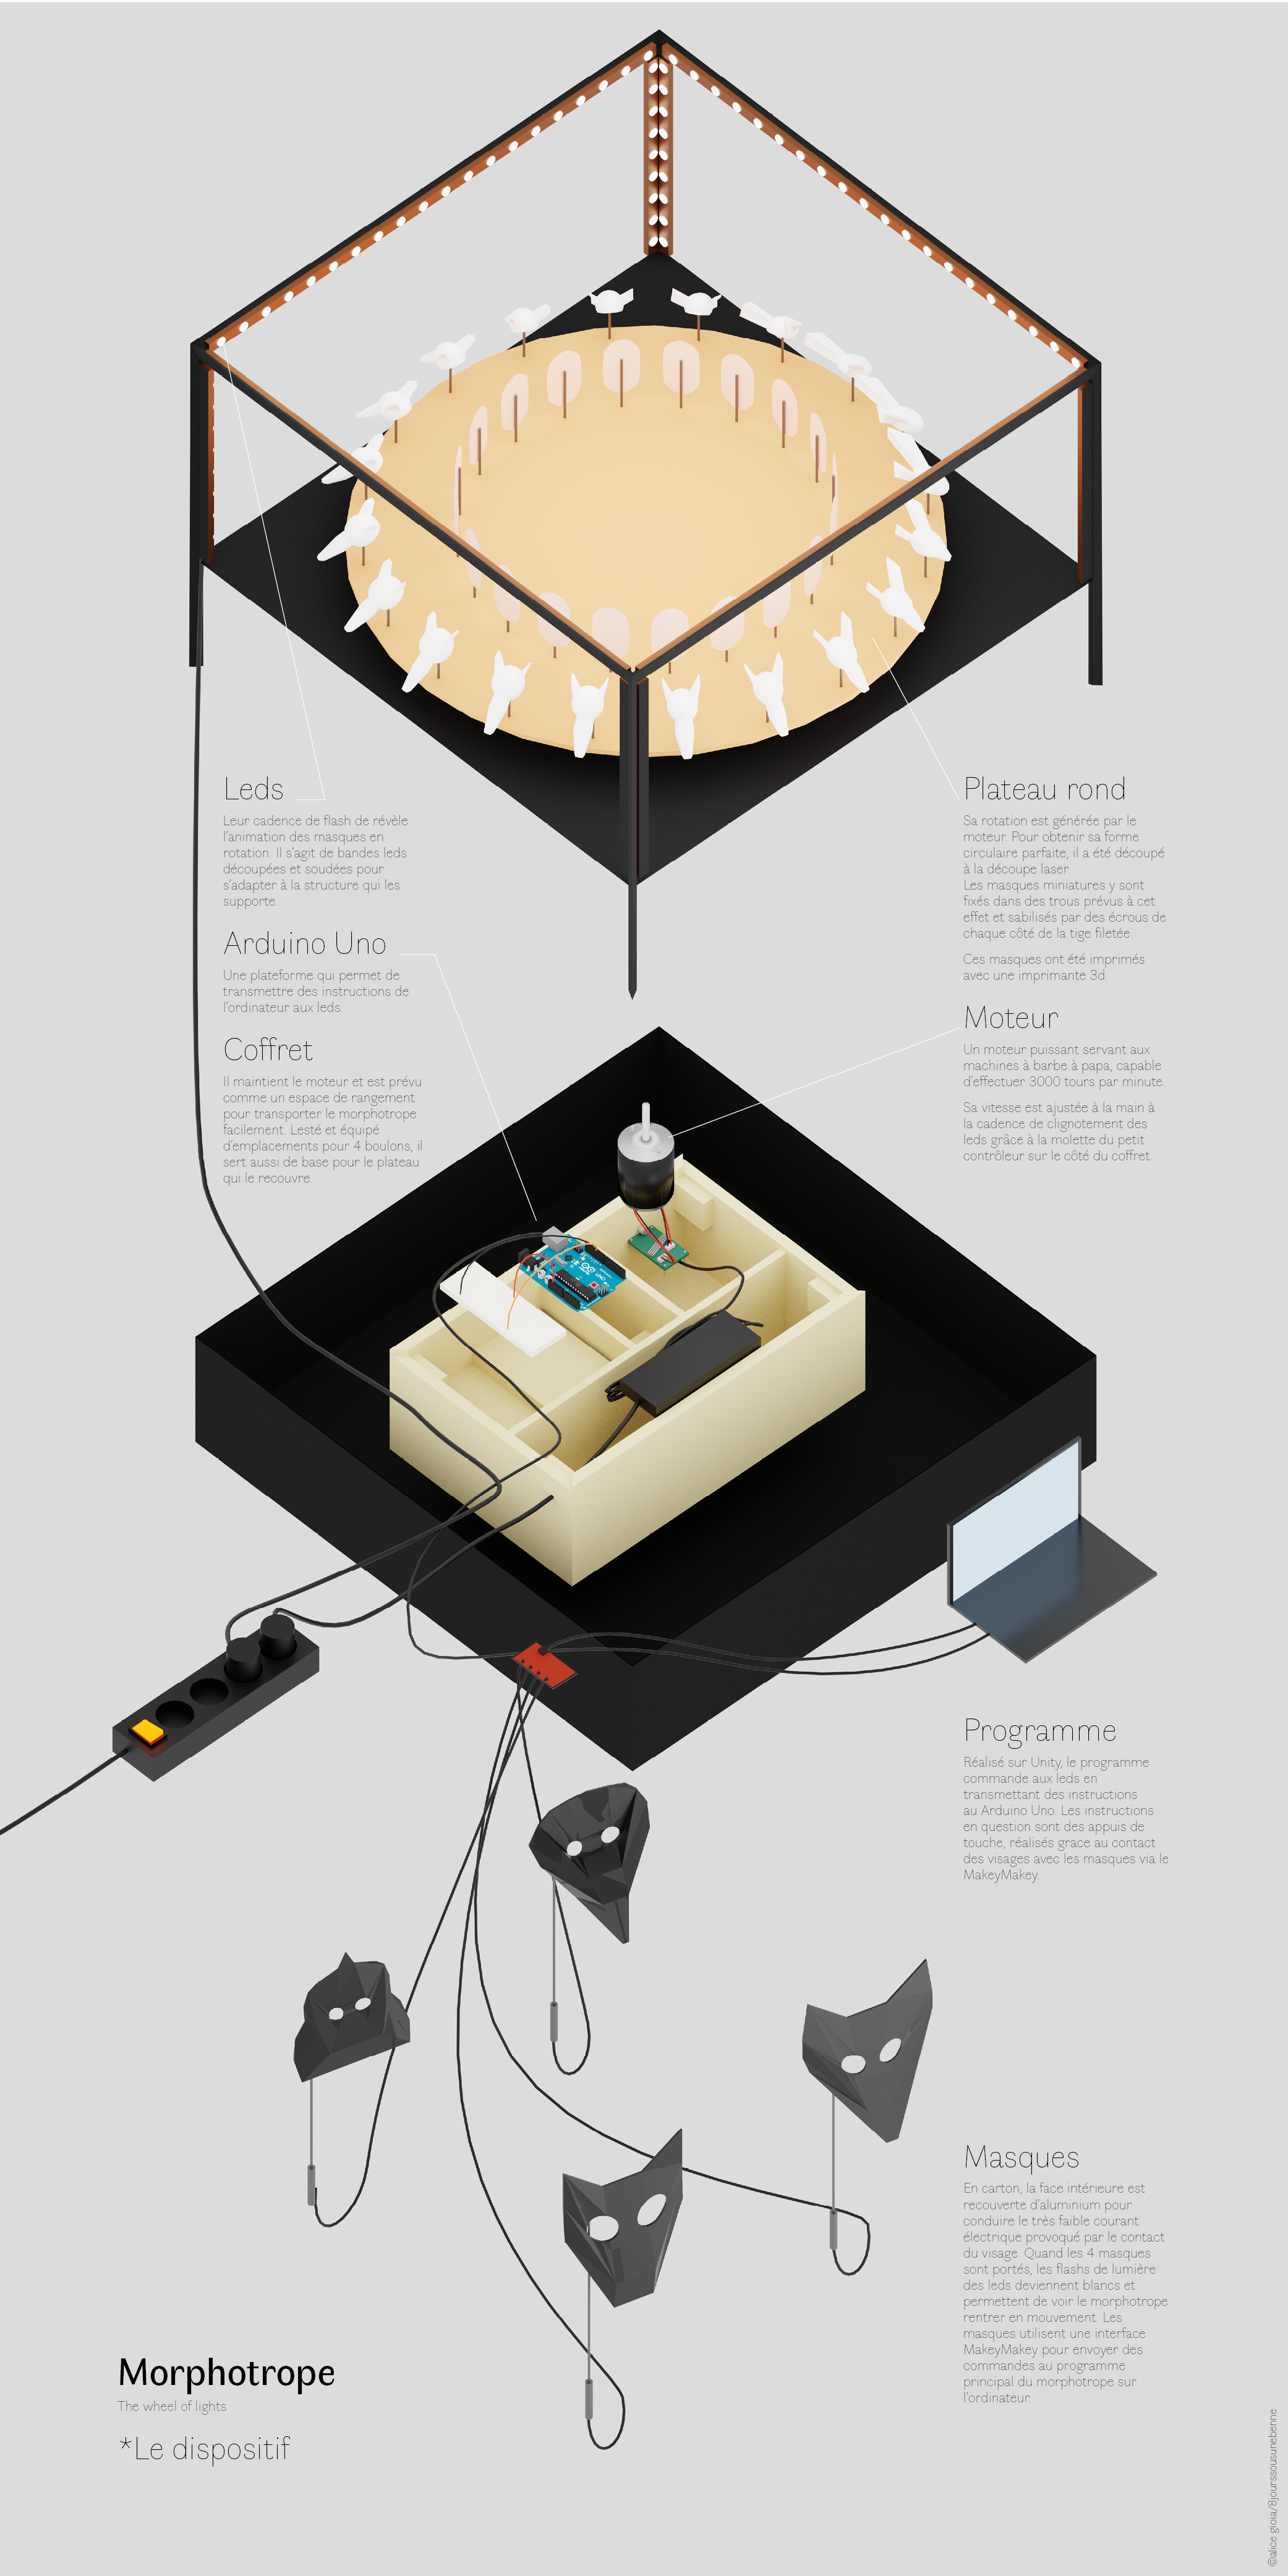 Leds
Leur cadence de flash de révèle
l'animation des masques en
rotation. Il s'agit de bandes leds
découpées et soudées pour
s'adapter à la structure qui les
supporte.
Arduino Uno
Une plateforme qui permet de
transmettre des instructions de
l'ordinateur aux leds.
Coffret
Il maintient le moteur et est prévu
comme un espace de rangement
pour transporter le morphotrope
facilement. Lesté et équipé
d'emplacements pour 4 boulons, il
sert aussi de base pour le plateau
qui le recouvre.
Plateau rond
Sa rotation est générée par le
moteur. Pour obtenir sa forme
circulaire parfaite, il a été découpé
à la découpe laser.
Les masques miniatures y sont
fixés dans des trous prévus à cet
effet et sabilisés par des écrous de
chaque côté de la tige filetée.
Ces masques ont été imprimés
avec une imprimante 3d.
Moteur
Un moteur puissant servant aux
machines à barbe à papa, capable
d'effectuer 3000 tours par minute.
Sa vitesse est ajustée à la main à
la cadence de clignotement des
leds grâce à la molette du petit
contrôleur sur le côté du coffret.
UNO
Programme
Réalisé sur Unity, le programme
commande aux leds en
transmettant des instructions
au Arduino Uno. Les instructions
en question sont des appuis de
touche, réalisés grace au contact
des visages avec les masques via le
MakeyMakey.
Masques
En carton, la face intérieure est
recouverte d'aluminium pour
conduire le très faible courant
électrique provoqué par le contact
du visage. Quand les 4 masques
sont portés, les flashs de lumière
des leds deviennent blancs et
permettent de voir le morphotrope
rentrer en mouvement. Les
masques utilisent une interface
MakeyMakey pour envoyer des
commandes au programme
principal du morphotrope sur
l'ordinateur.
Morphotrope
The wheel of lights
*Le dispositif
©alice.gioia/8jourssousunebenne